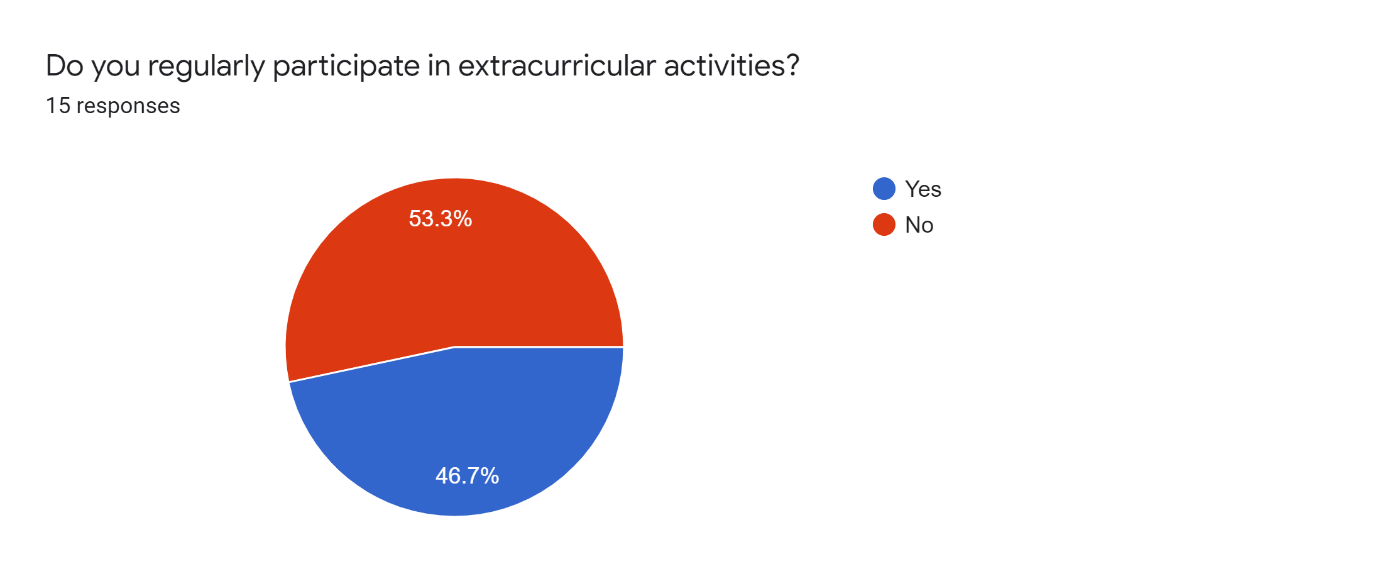 Do you regularly participate in extracurricular activities?
15 responses
53.3%
46.7%
Yes
No